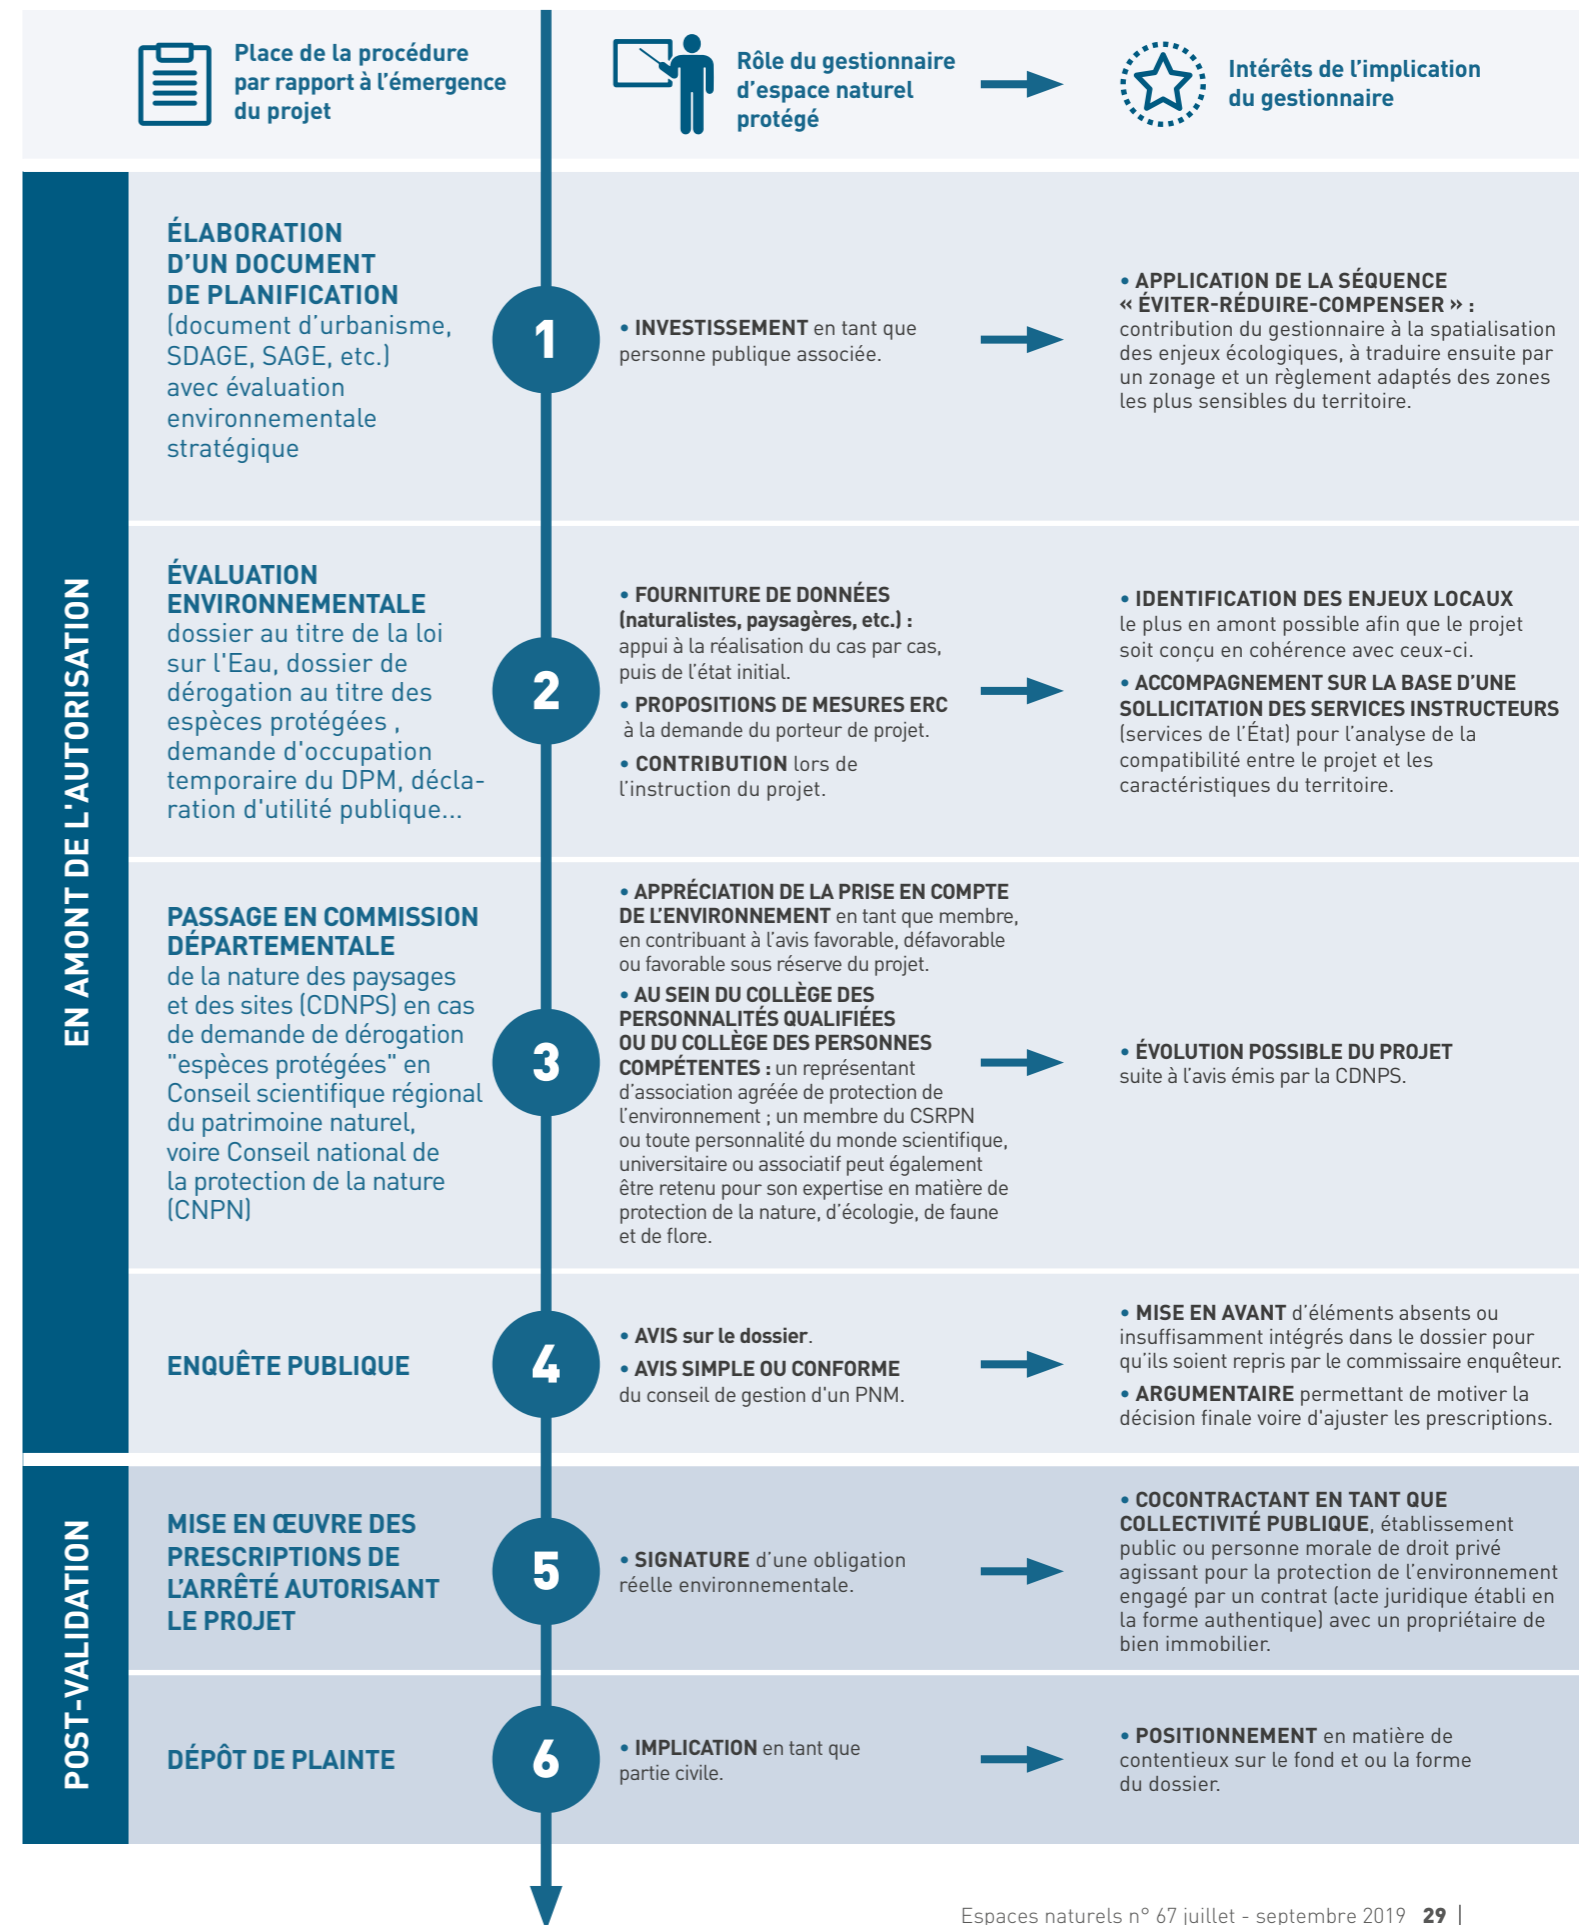 Place de la procédure
par rapport à l'émergence
du projet
Rôle du gestionnaire
d'espace naturel
protégé
Intérêts de l'implication
du gestionnaire
EN AMONT DE L'AUTORISATION
ÉLABORATION
D'UN DOCUMENT
DE PLANIFICATION
(document d'urbanisme,
SDAGE, SAGE, etc.)
avec évaluation
environnementale
stratégique
1
• INVESTISSEMENT en tant que
personne publique associée.
• APPLICATION DE LA SÉQUENCE
« ÉVITER-RÉDUIRE-COMPENSER » :
contribution du gestionnaire à la spatialisation
des enjeux écologiques, à traduire ensuite par
un zonage et un règlement adaptés des zones
les plus sensibles du territoire.
ÉVALUATION
ENVIRONNEMENTALE
dossier au titre de la loi
sur l'Eau, dossier de
dérogation au titre des
espèces protégées ,
demande d'occupation
temporaire du DPM, décla-
ration d'utilité publique...
2
• FOURNITURE DE DONNÉES
(naturalistes, paysagères, etc.) :
appui à la réalisation du cas par cas,
puis de l'état initial.
• PROPOSITIONS DE MESURES ERC
à la demande du porteur de projet.
• CONTRIBUTION lors de
l'instruction du projet.
• IDENTIFICATION DES ENJEUX LOCAUX
le plus en amont possible afin que le projet
soit conçu en cohérence avec ceux-ci.
• ACCOMPAGNEMENT SUR LA BASE D'UNE
SOLLICITATION DES SERVICES INSTRUCTEURS
(services de l'État) pour l'analyse de la
compatibilité entre le projet et les
caractéristiques du territoire.
PASSAGE EN COMMISSION
DÉPARTEMENTALE
de la nature des paysages
et des sites (CDNPS) en cas
de demande de dérogation
"espèces protégées" en
Conseil scientifique régional
du patrimoine naturel,
voire Conseil national de
la protection de la nature
(CNPN)
3
• APPRÉCIATION DE LA PRISE EN COMPTE
DE L'ENVIRONNEMENT en tant que membre,
en contribuant à l'avis favorable, défavorable
ou favorable sous réserve du projet.
• AU SEIN DU COLLÈGE DES
PERSONNALITÉS QUALIFIÉES
OU DU COLLÈGE DES PERSONNES
COMPÉTENTES : un représentant
d'association agréée de protection de
l'environnement ; un membre du CSRPN
ou toute personnalité du monde scientifique,
universitaire ou associatif peut également
être retenu pour son expertise en matière de
protection de la nature, d'écologie, de faune
et de flore.
• ÉVOLUTION POSSIBLE DU PROJET
suite à l'avis émis par la CDNPS.
ENQUÊTE PUBLIQUE
4
• AVIS sur le dossier.
• AVIS SIMPLE OU CONFORME
du conseil de gestion d'un PNM.
• MISE EN AVANT d'éléments absents ou
insuffisamment intégrés dans le dossier pour
qu'ils soient repris par le commissaire enquêteur.
• ARGUMENTAIRE permettant de motiver la
décision finale voire d'ajuster les prescriptions.
POST-VALIDATION
MISE EN ŒUVRE DES
PRESCRIPTIONS DE
L'ARRÊTÉ AUTORISANT
LE PROJET
5
• SIGNATURE d'une obligation
réelle environnementale.
• COCONTRACTANT EN TANT QUE
COLLECTIVITÉ PUBLIQUE, établissement
public ou personne morale de droit privé
agissant pour la protection de l'environnement
engagé par un contrat (acte juridique établi en
la forme authentique) avec un propriétaire de
bien immobilier.
DÉPÔT DE PLAINTE
6
• IMPLICATION en tant que
partie civile.
• POSITIONNEMENT en matière de
contentieux sur le fond et ou la forme
du dossier.
Espaces naturels n° 67 juillet - septembre 2019 29 |